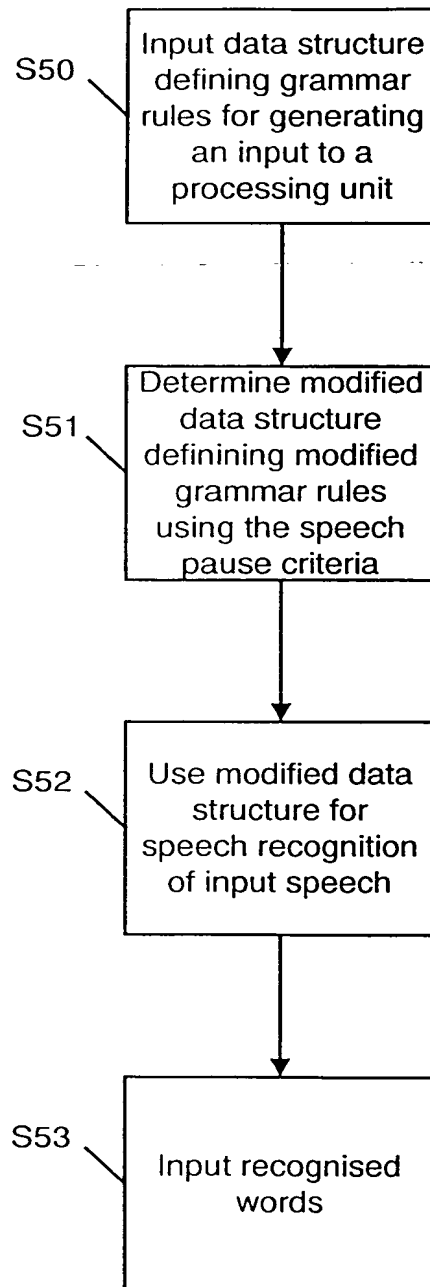 S50
Input data structure
defining grammar
rules for generating
an input to a
processing unit
S51
Determine modified
data structure
definining modified
grammar rules
using the speech
pause criteria
S52
Use modified data
structure for
speech recognition
of input speech
S53
Input recognised
words